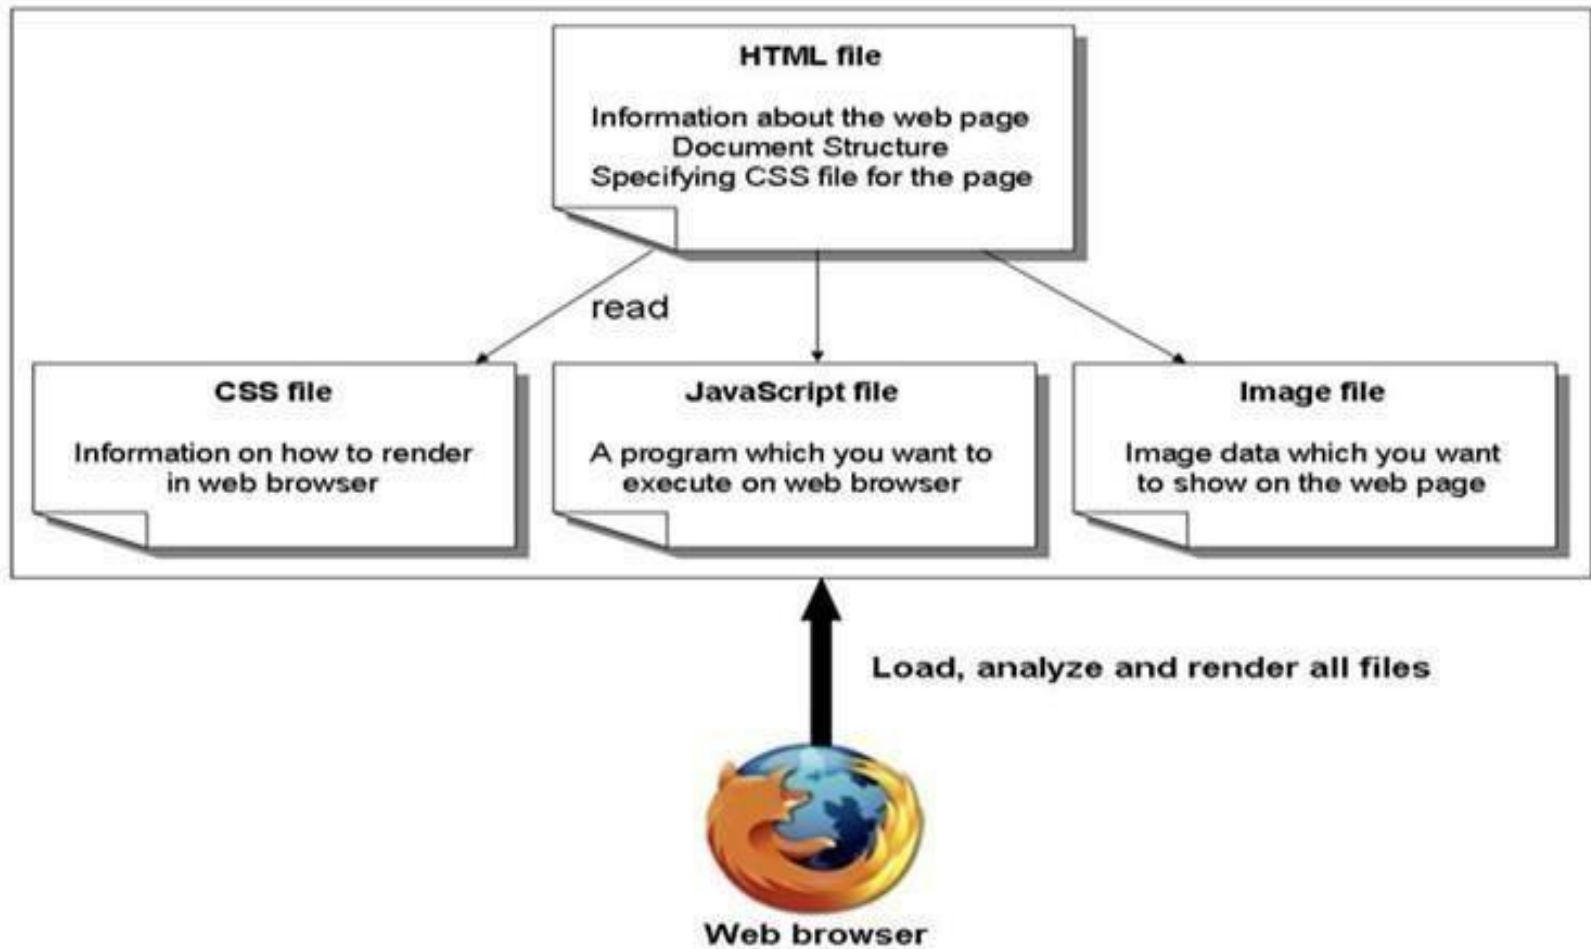 HTML file
Information about the web page
Document Structure
Specifying CSS file for the page
read
CSS file
Information on how to render
in web browser
JavaScript file
A program which you want to
execute on web browser
Image file
Image data which you want
to show on the web page
Load, analyze and render all files
Web browser